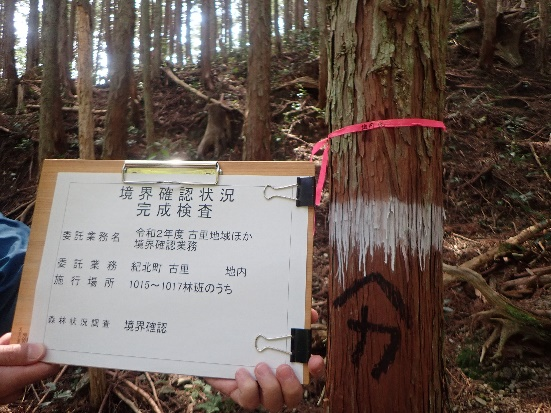 境界確認状況
完成検査
委託業務名 令和2年度 古里地域ほか
境界確認業務
委託業務 紀北町 古里 地内
施行場所 1015～1017林班のうち
森林状況調査 境界確認